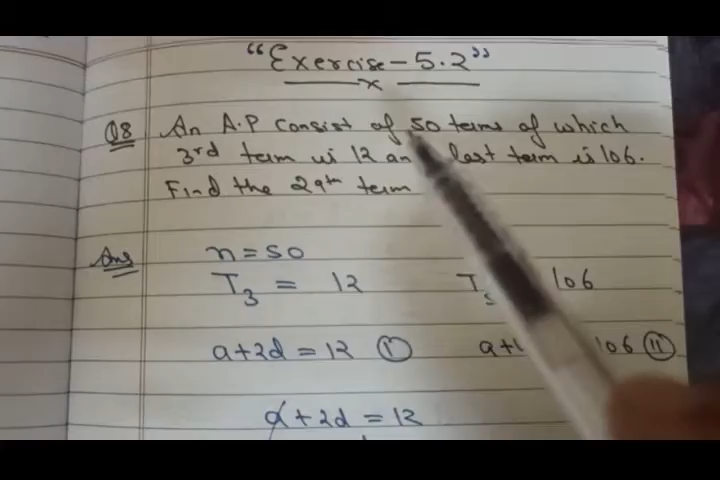 “Exercise - 5.2”
Q8 An A.P consist of 50 terms of which
3rd term is 12 an last term is 106.
Find the 29th term
Ans n = 50
T3 = 12 T5 106
a + 2d = 12 (i) a + 106 (ii)
a + 2d = 12